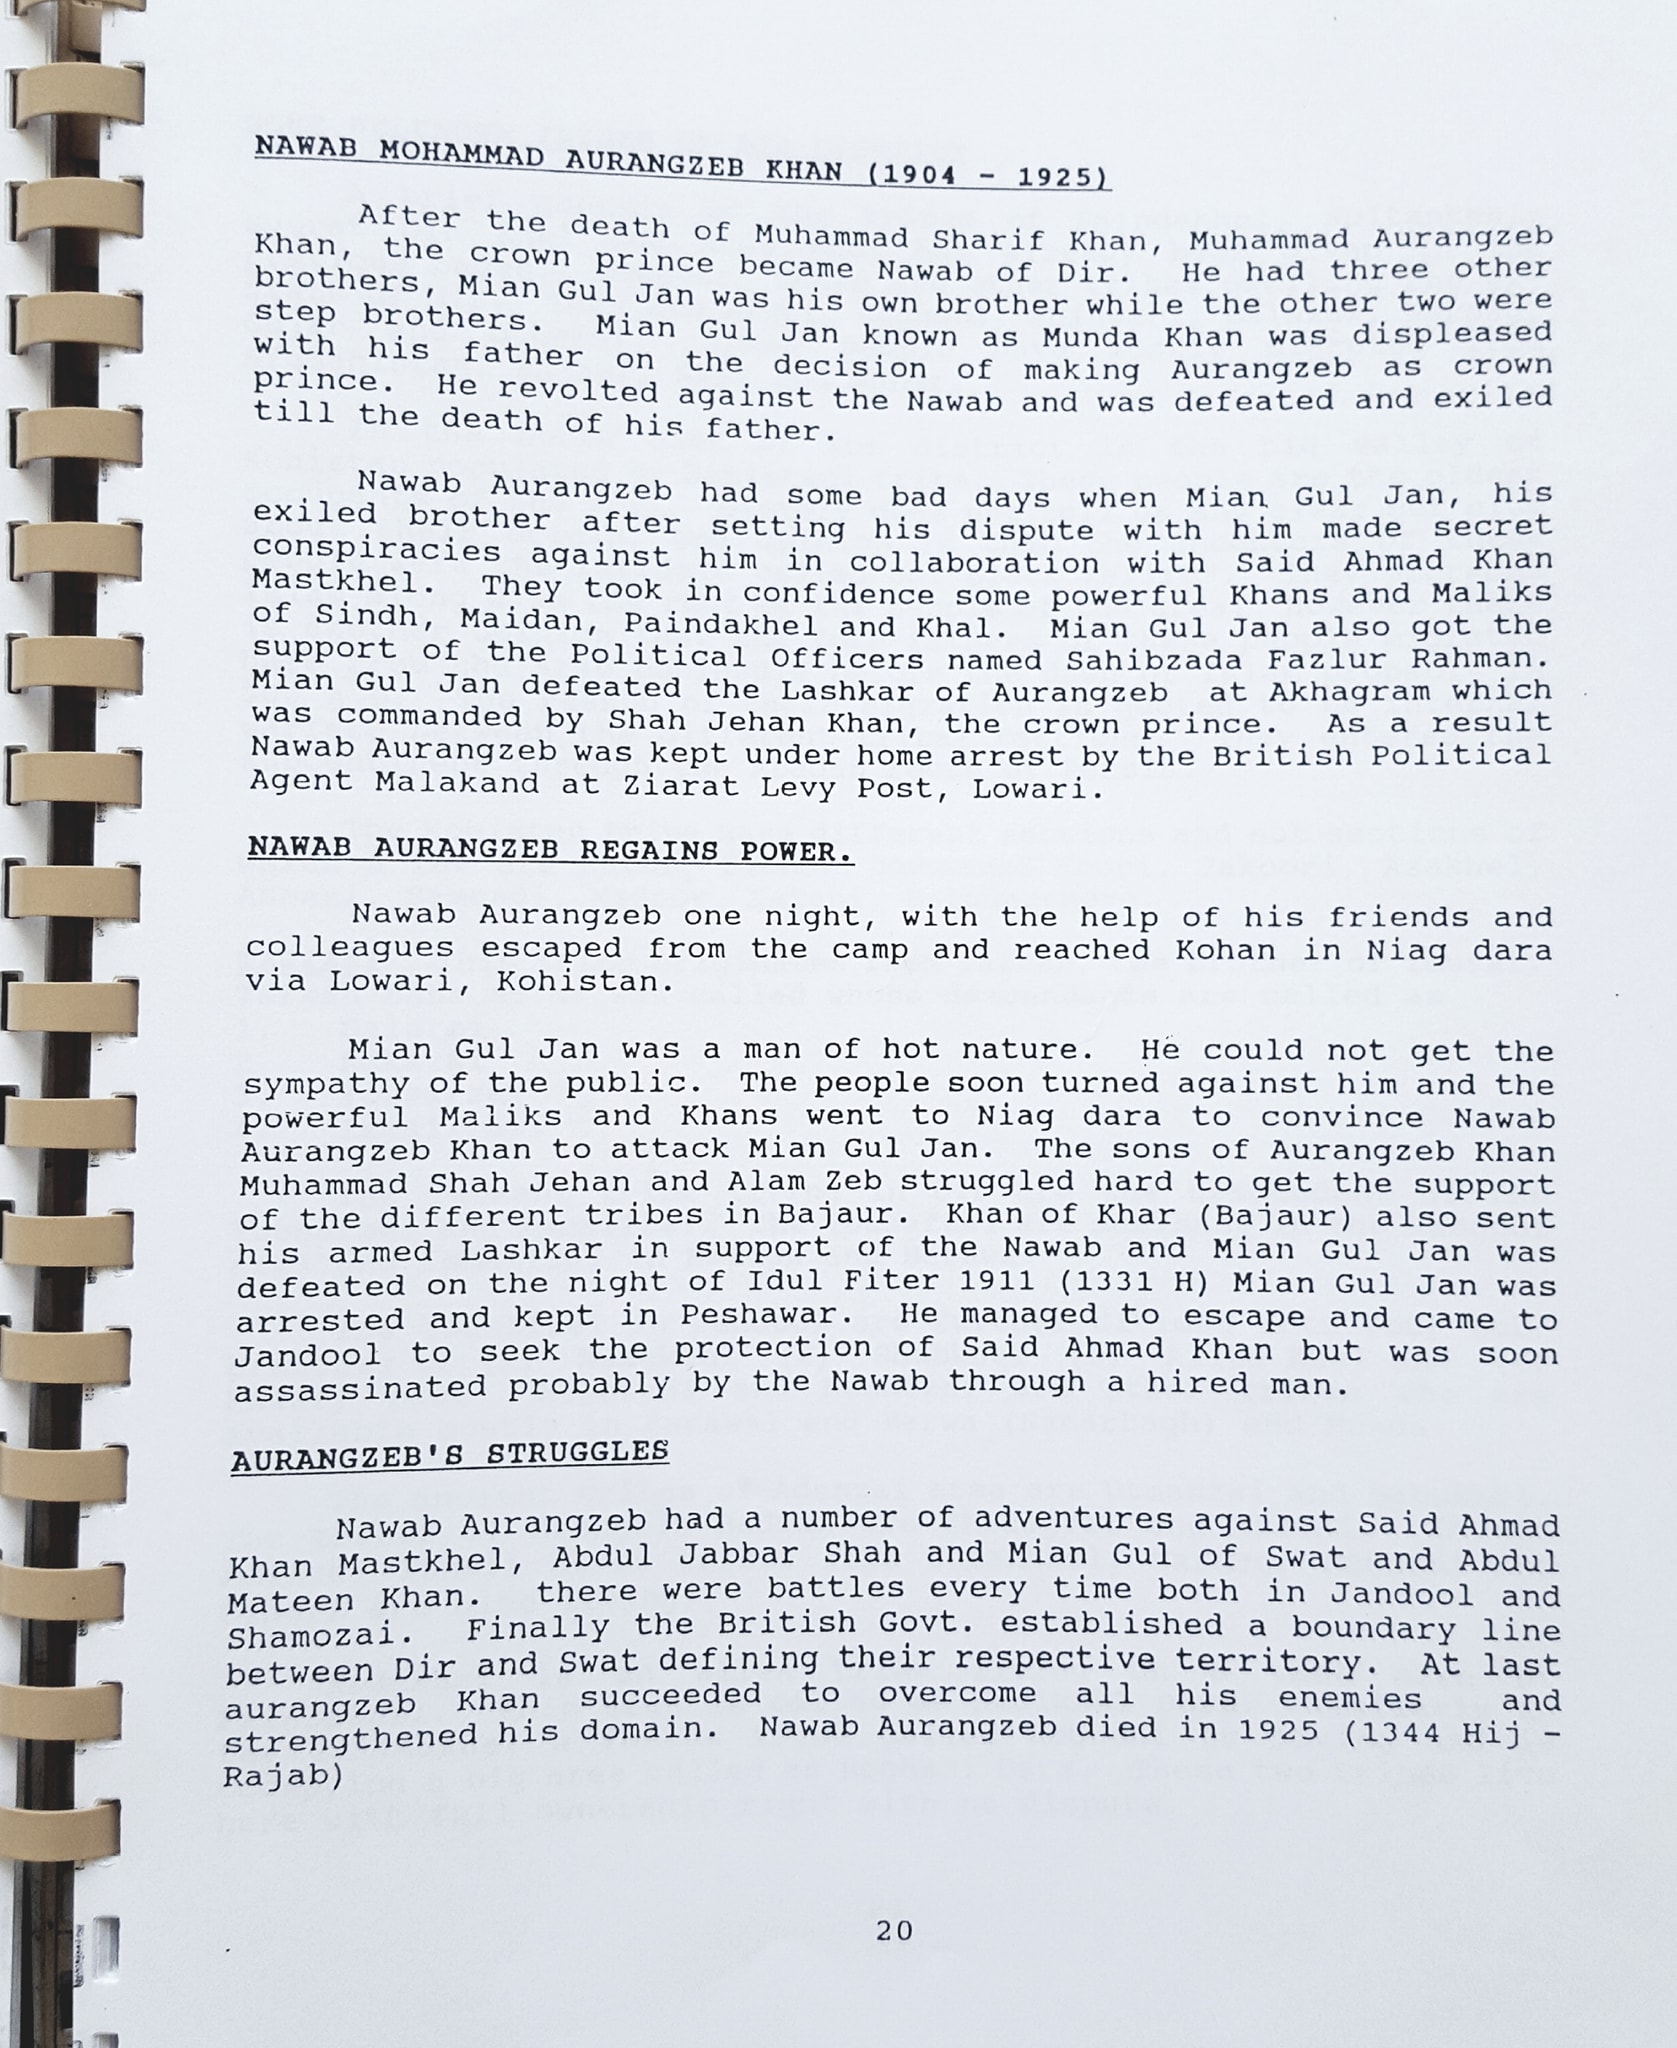 NAWAB MOHAMMAD AURANGZEB KHAN (1904 - 1925)
After the death of Muhammad Sharif Khan, Muhammad Aurangzeb
Khan, the crown prince became Nawab of Dir. He had three other
brothers, Mian Gul Jan was his own brother while the other two were
step brothers. Mian Gul Jan known as Munda Khan was displeased
with his father on the decision of making Aurangzeb as crown
prince. He revolted against the Nawab and was defeated and exiled
till the death of his father.
Nawab Aurangzeb had some bad days when Mian Gul Jan, his
exiled brother after setting his dispute with him made secret
conspiracies against him in collaboration with Said Ahmad Khan
Mastkhel. They took in confidence some powerful Khans and Maliks
of Sindh, Maidan, Paindakhel and Khal. Mian Gul Jan also got the
support of the Political Officers named Sahibzada Fazlur Rahman.
Mian Gul Jan defeated the Lashkar of Aurangzeb at Akhagram which
was commanded by Shah Jehan Khan, the crown prince. As a result
Nawab Aurangzeb was kept under home arrest by the British Political
Agent Malakand at Ziarat Levy Post, Lowari.
NAWAB AURANGZEB REGAINS POWER.
Nawab Aurangzeb one night, with the help of his friends and
colleagues escaped from the camp and reached Kohan in Niag dara
via Lowari, Kohistan.
Mian Gul Jan was a man of hot nature. He could not get the
sympathy of the public. The people soon turned against him and the
powerful Maliks and Khans went to Niag dara to convince Nawab
Aurangzeb Khan to attack Mian Gul Jan. The sons of Aurangzeb Khan
Muhammad Shah Jehan and Alam Zeb struggled hard to get the support
of the different tribes in Bajaur. Khan of Khar (Bajaur) also sent
his armed Lashkar in support of the Nawab and Mian Gul Jan was
defeated on the night of Idul Fiter 1911 (1331 H) Mian Gul Jan was
arrested and kept in Peshawar. He managed to escape and came to
Jandool to seek the protection of Said Ahmad Khan but was soon
assassinated probably by the Nawab through a hired man.
AURANGZEB'S STRUGGLES
Nawab Aurangzeb had a number of adventures against Said Ahmad
Khan Mastkhel, Abdul Jabbar Shah and Mian Gul of Swat and Abdul
Mateen Khan. there were battles every time both in Jandool and
Shamozai. Finally the British Govt. established a boundary line
between Dir and Swat defining their respective territory. At last
aurangzeb Khan succeeded to overcome all his enemies and
strengthened his domain. Nawab Aurangzeb died in 1925 (1344 Hij -
Rajab)
20